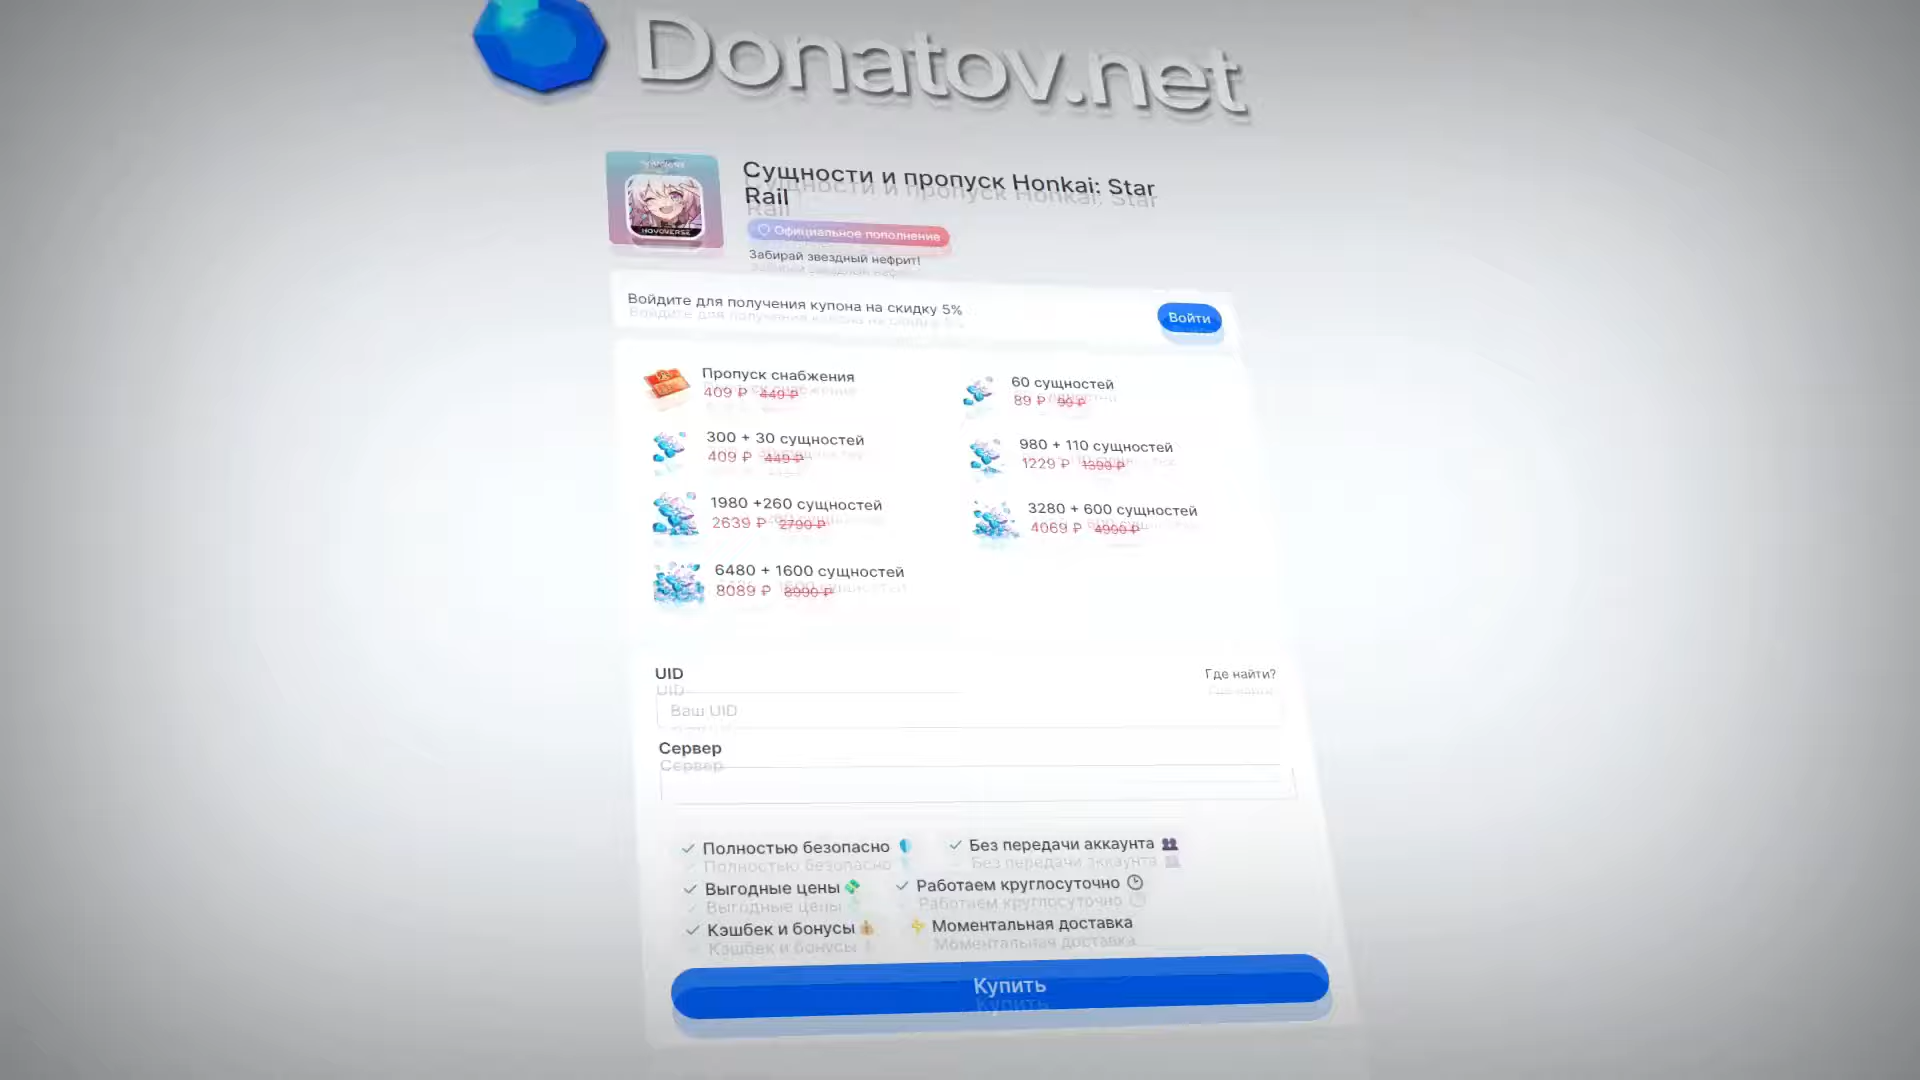 Donatov.net
Сущности и пропуск Honkai: Star
Rail
Официальное пополнение
Забирай звездный нефрит!
HOYOVERSE
Войдите для получения купона на скидку 5%
Войти
Пропуск снабжения
409 ₽ 449 ₽
60 сущностей
89 ₽ 99 ₽
300 + 30 сущностей
409 ₽ 449 ₽
980 + 110 сущностей
1229 ₽ 1390 ₽
1980 +260 сущностей
2639 ₽ 2790 ₽
3280 + 600 сущностей
4069 ₽ 4990 ₽
6480 + 1600 сущностей
8089 ₽ 8990 ₽
UID
Где найти?
Ваш UID
Сервер
Полностью безопасно
Без передачи аккаунта
Выгодные цены
Работаем круглосуточно
Кэшбек и бонусы
Моментальная доставка
Купить